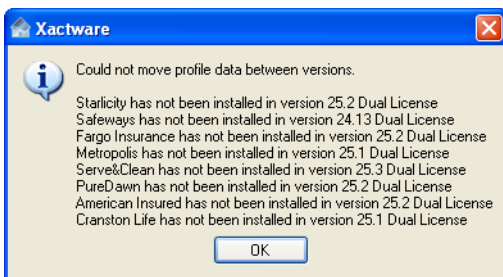 Xactware
Could not move profile data between versions.
Starlicity has not been installed in version 25.2 Dual License
Safeways has not been installed in version 24.13 Dual License
Fargo Insurance has not been installed in version 25.2 Dual License
Metropolis has not been installed in version 25.1 Dual License
Serve&Clean has not been installed in version 25.3 Dual License
PureDawn has not been installed in version 25.2 Dual License
American Insured has not been installed in version 25.2 Dual License
Cranston Life has not been installed in version 25.1 Dual License
OK